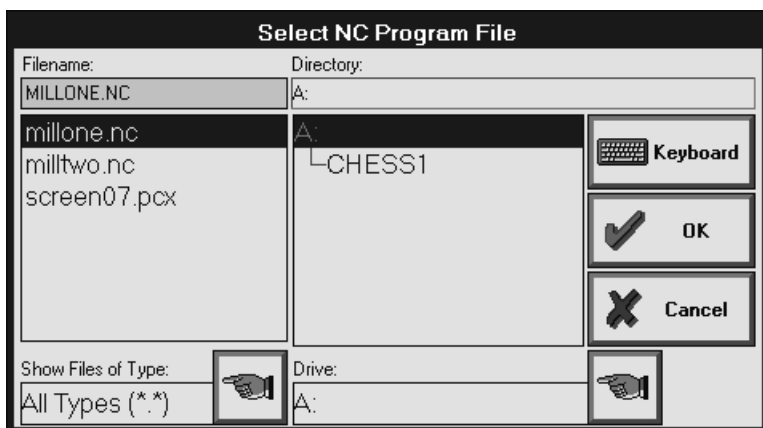 Select NC Program File
Filename:
Directory:
MILLONE.NC
A:
millone.nc
milltwo.nc
screen07.pcx
A:
CHESS1
Keyboard
OK
Cancel
Show Files of Type:
All Types (*.*)
Drive:
A: